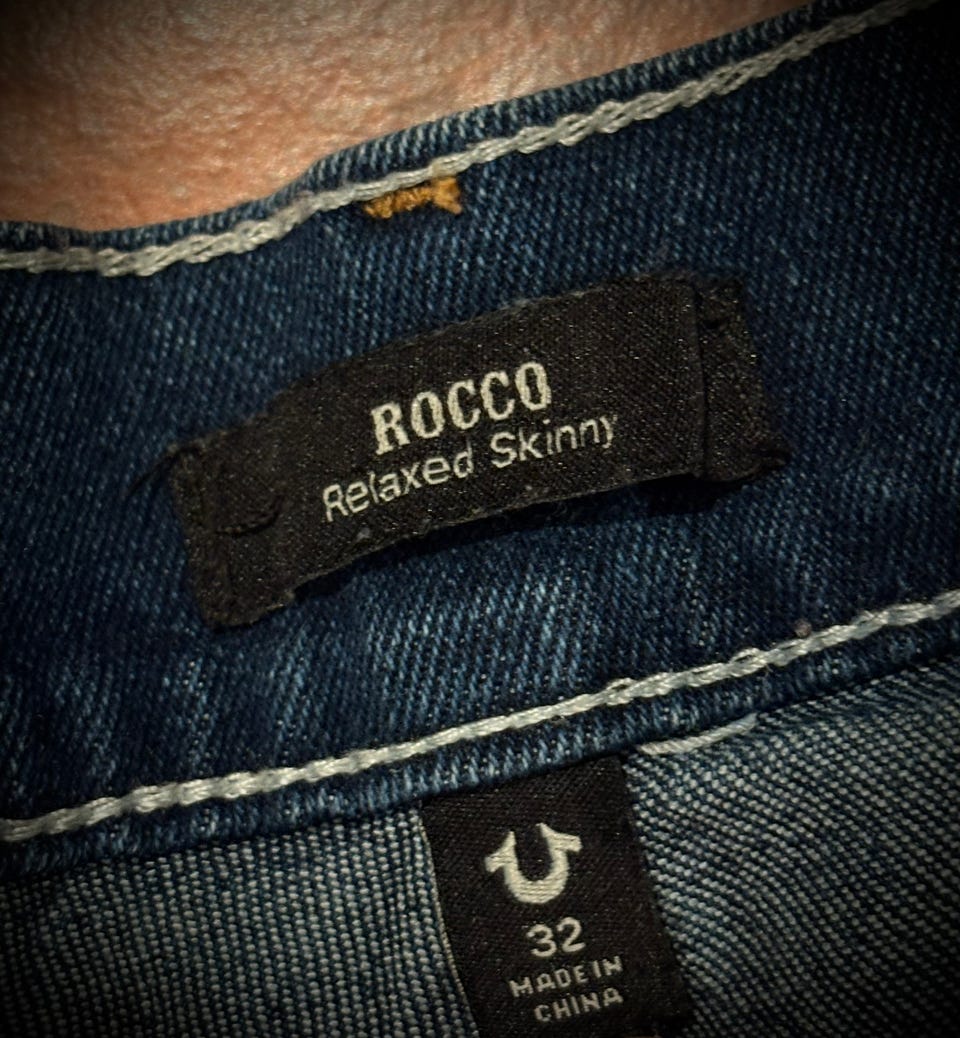 ROCCO
Relaxed Skinny
32
MADE IN
CHINA